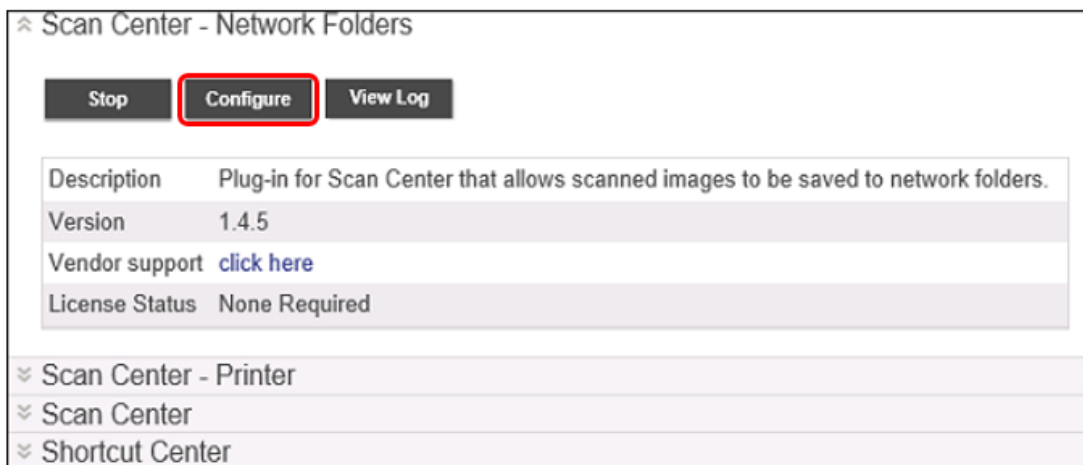 Scan Center - Network Folders
Stop Configure View Log
Description Plug-in for Scan Center that allows scanned images to be saved to network folders.
Version 1.4.5
Vendor support click here
License Status None Required
Scan Center - Printer
Scan Center
Shortcut Center